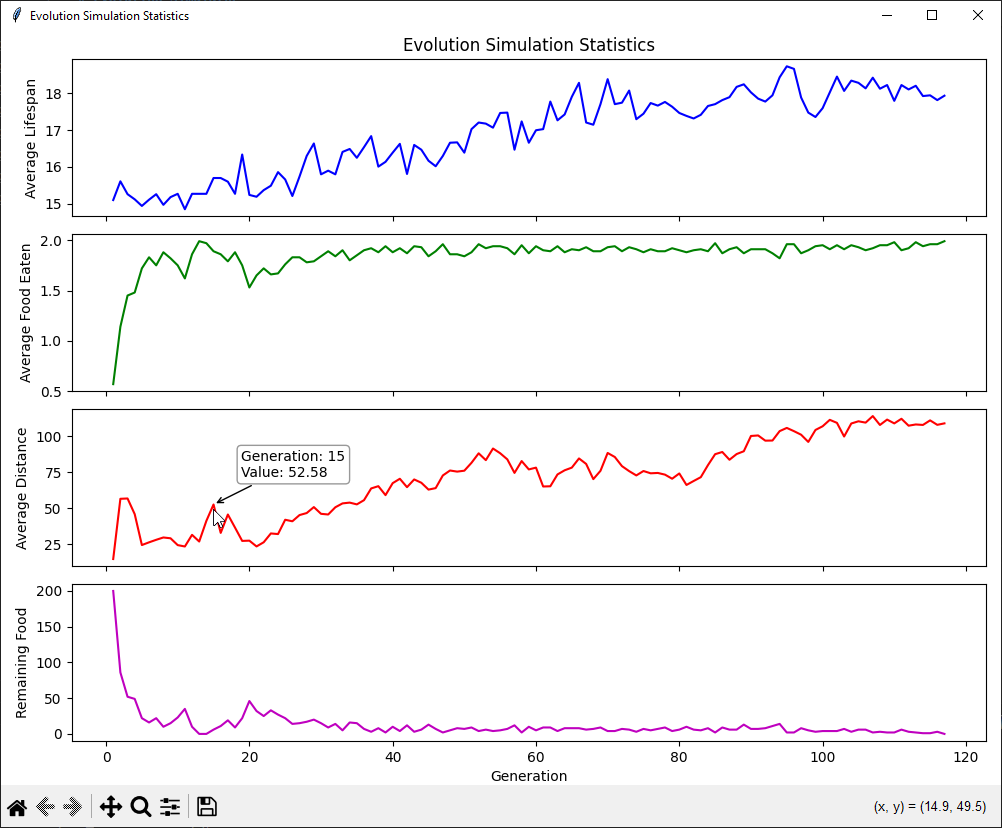 Evolution Simulation Statistics
Evolution Simulation Statistics
Average Lifespan
18
17
16
15
Average Food Eaten
2.0
1.5
1.0
0.5
Average Distance
100
75
50
25
Generation: 15
Value: 52.58
Remaining Food
200
150
100
50
0
0 20 40 60 80 100 120
Generation
(x, y) = (14.9, 49.5)